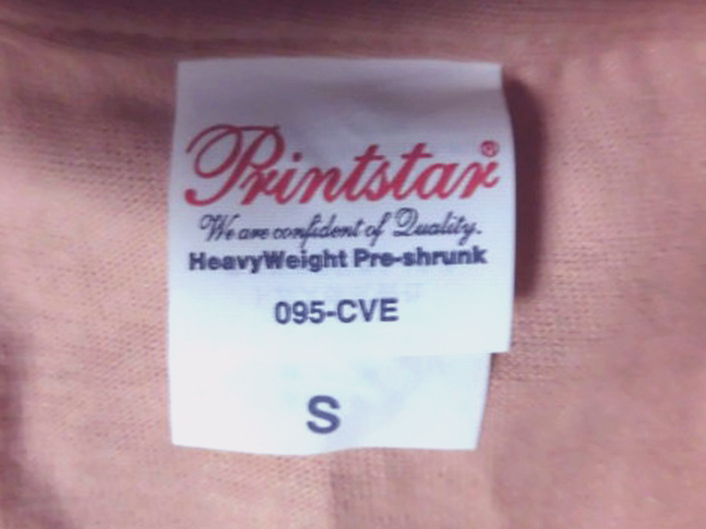 Printstar®
We are confident of Quality.
HeavyWeight Pre-shrunk
095-CVE
S